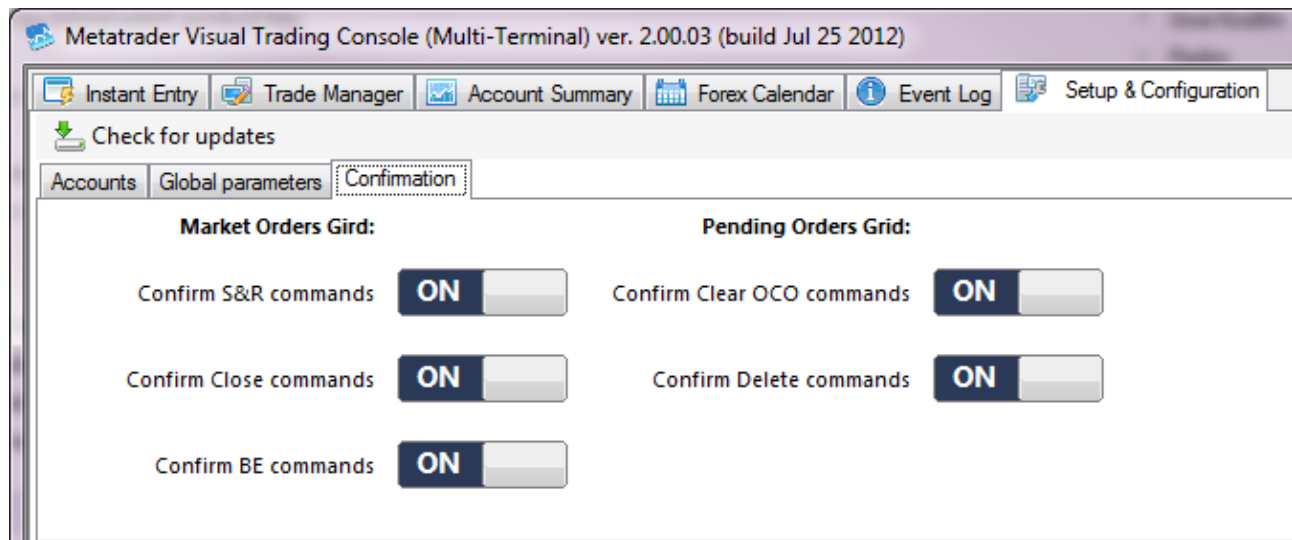 Metatrader Visual Trading Console (Multi-Terminal) ver. 2.00.03 (build Jul 25 2012)
Instant Entry Trade Manager Account Summary Forex Calendar Event Log Setup & Configuration
Check for updates
Accounts Global parameters Confirmation
Market Orders Gird: Pending Orders Grid:
Confirm S&R commands ON Confirm Clear OCO commands ON
Confirm Close commands ON Confirm Delete commands ON
Confirm BE commands ON